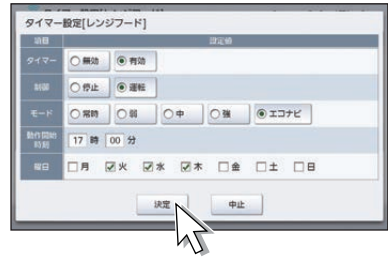 タイマー設定[レンジフード]
項目 設定値
タイマー 無効 有効
制御 停止 運転
モード 常時 弱 中 強 エコナビ
動作開始
時刻 17 時 00 分
曜日 月 火 水 木 金 土 日
決定 中止